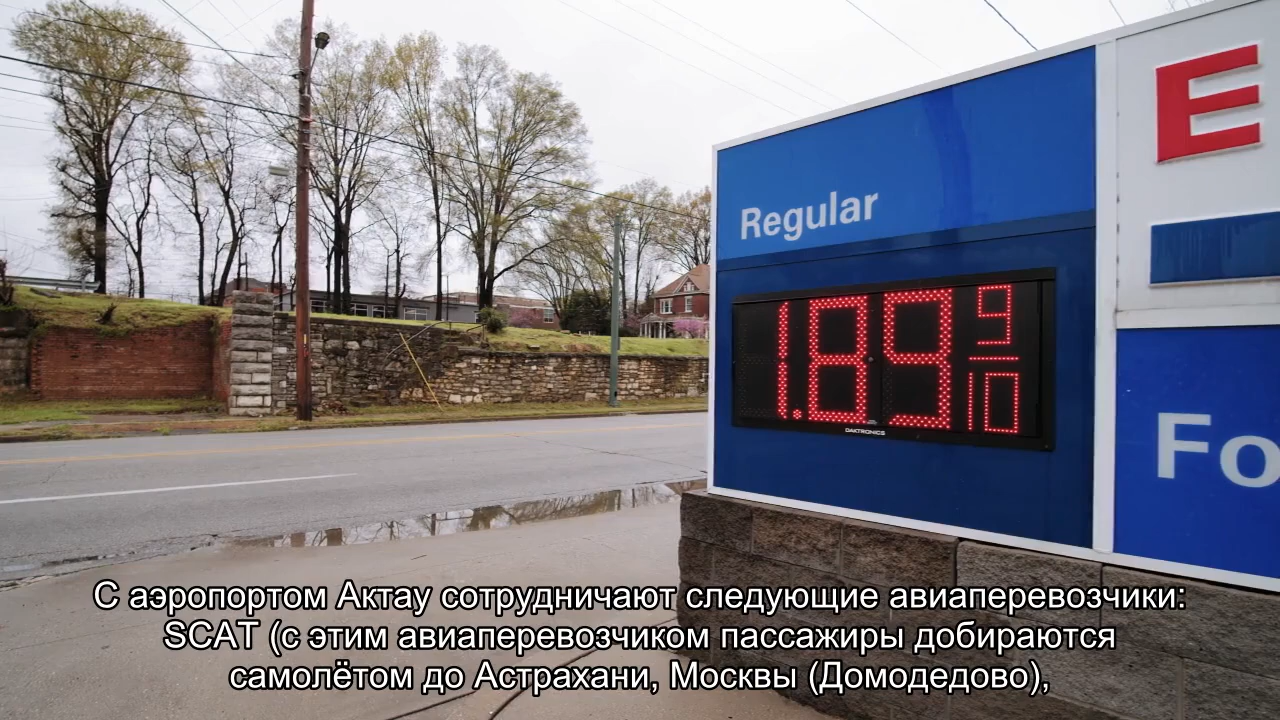 E
Regular
1.89 9/10
DAKTRONICS
Fo
С аэропортом Актау сотрудничают следующие авиаперевозчики:
SCAT (с этим авиаперевозчиком пассажиры добираются
самолётом до Астрахани, Москвы (Домодедово),